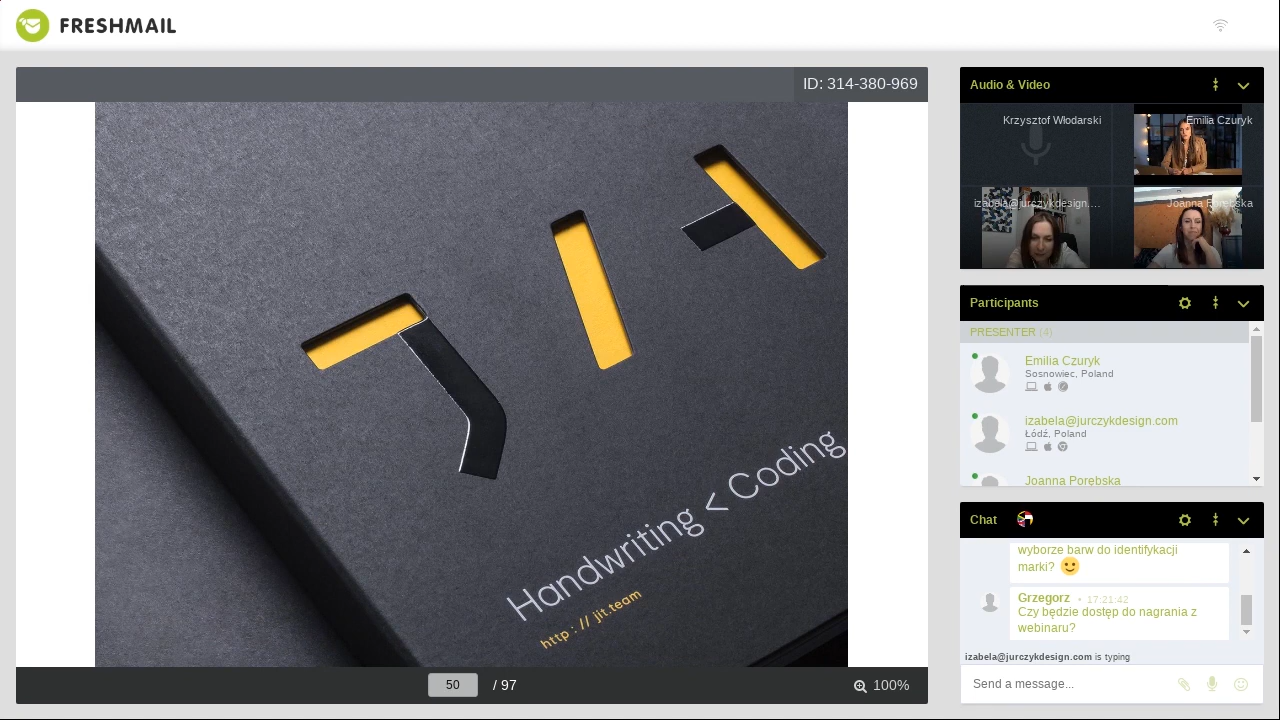 FRESHMAIL
ID: 314-380-969
Handwriting < Coding
http : // jit.team
50 / 97
100%
Audio & Video
Krzysztof Włodarski
Emilia Czuryk
izabela@jurczykdesign....
Joanna Porębska
Participants
PRESENTER (4)
Emilia Czuryk
Sosnowiec, Poland
izabela@jurczykdesign.com
Łódź, Poland
Joanna Porębska
Chat
wyborze barw do identyfikacji
marki?
Grzegorz • 17:21:42
Czy będzie dostęp do nagrania z
webinaru?
izabela@jurczykdesign.com is typing
Send a message...